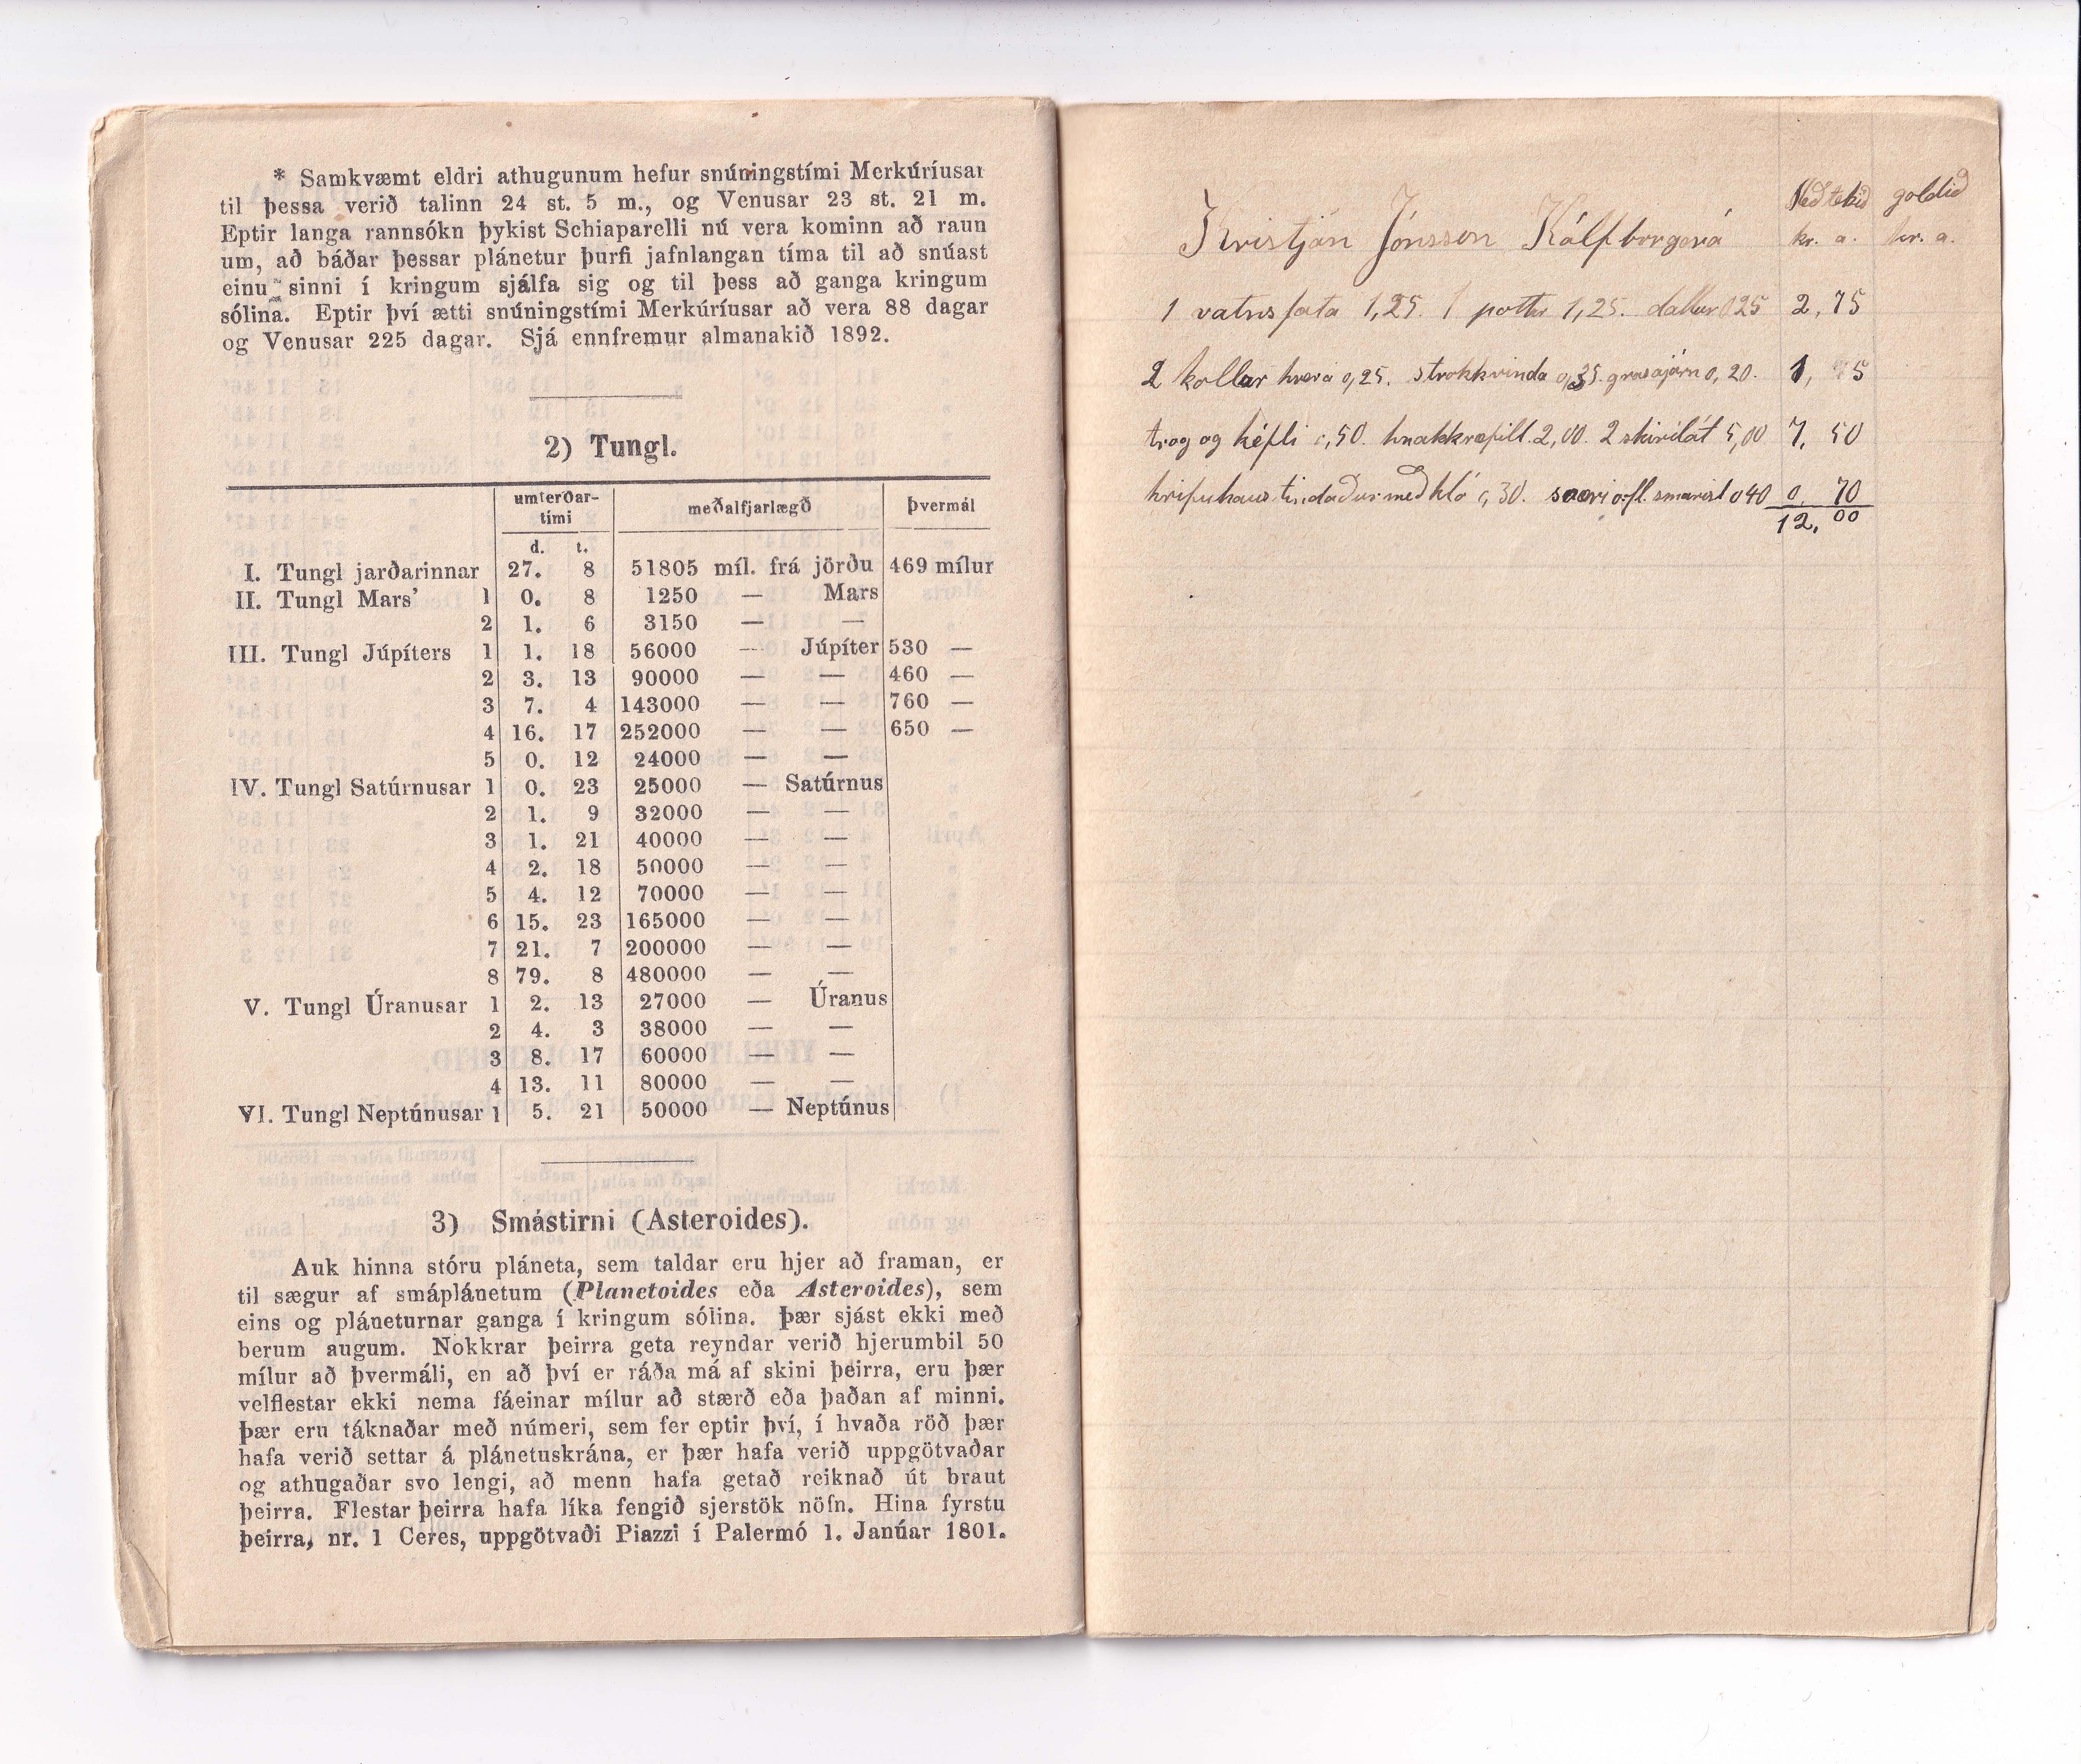 * Samkvæmt eldri athugunum hefur snúningstími Merkúríusar
til þessa verið talinn 24 st. 5 m., og Venusar 23 st. 21 m.
Eptir langa rannsókn þykist Schiaparelli nú vera kominn að raun
um, að báðar þessar plánetur þurfi jafnlangan tíma til að snúast
einu sinni í kringum sjálfa sig og til þess að ganga kringum
sólina. Eptir því ætti snúningstími Merkúríusar að vera 88 dagar
og Venusar 225 dagar. Sjá ennfremur almanakið 1892.
2) Tungl.
umferðar-
tími meðalfjarlægð þvermál
d. t.
I. Tungl jarðarinnar 27. 8 51805 míl. frá jörðu 469 mílur
II. Tungl Mars' 1 0. 8 1250 — Mars
2 1. 6 3150 — —
III. Tungl Júpíters 1 1. 18 56000 — Júpíter 530 —
2 3. 13 90000 — — 460 —
3 7. 4 143000 — — 760 —
4 16. 17 252000 — — 650 —
5 0. 12 24000 — —
IV. Tungl Satúrnusar 1 0. 23 25000 — Satúrnus
2 1. 9 32000 — —
3 1. 21 40000 — —
4 2. 18 50000 — —
5 4. 12 70000 — —
6 15. 23 165000 — —
7 21. 7 200000 — —
8 79. 8 480000 — —
V. Tungl Úranusar 1 2. 13 27000 — Úranus
2 4. 3 38000 — —
3 8. 17 60000 — —
4 13. 11 80000 — —
VI. Tungl Neptúnusar 1 5. 21 50000 — Neptúnus
3) Smástirni (Asteroides).
Auk hinna stóru pláneta, sem taldar eru hjer að framan, er
til sægur af smáplánetum (Planetoides eða Asteroides), sem
eins og pláneturnar ganga í kringum sólina. Þær sjást ekki með
berum augum. Nokkrar þeirra geta reyndar verið hjerumbil 50
mílur að þvermáli, en að því er ráða má af skini þeirra, eru þær
velflestar ekki nema fáeinar mílur að stærð eða þaðan af minni.
Þær eru táknaðar með númeri, sem fer eptir því, í hvaða röð þær
hafa verið settar á plánetuskrána, er þær hafa verið uppgötvaðar
og athugaðar svo lengi, að menn hafa getað reiknað út braut
þeirra. Flestar þeirra hafa líka fengið sjerstök nöfn. Hina fyrstu
þeirra, nr. 1 Ceres, uppgötvaði Piazzi í Palermó 1. Janúar 1801.
Með tekið goldið
Kristján Jónsson Kálfborgará kr. a. kr. a.
1 vatnsfata 1,25. 1 pottur 1,25. dallur 0 25 2, 75
2 kollar hvera 0,25. strokkvinda 0,35. grasajárn 0, 20. 1, 5
trog og kéfli 0,50. hnakkvepill. 2,00. 2 skirilát 5,00 7, 50
hrífuhaus tindaður með kló 0,30. 0 40 0, 70
12, 00